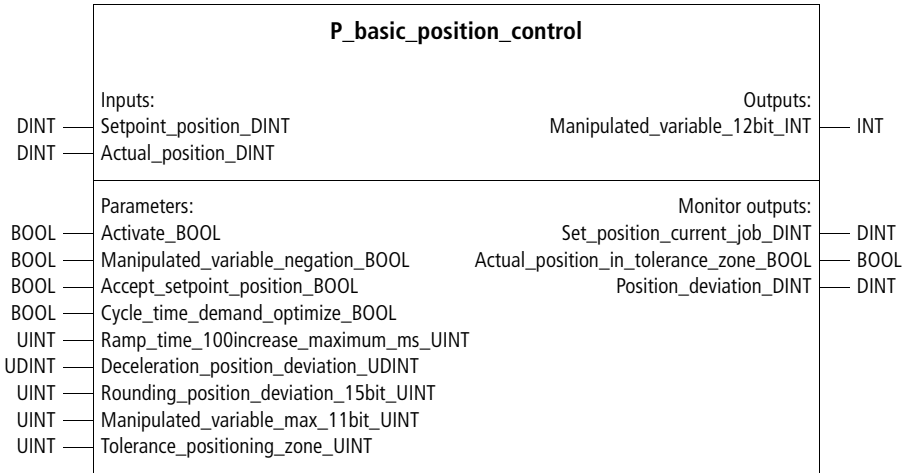 P_basic_position_control
Inputs: Outputs:
DINT Setpoint_position_DINT Manipulated_variable_12bit_INT INT
DINT Actual_position_DINT
Parameters: Monitor outputs:
BOOL Activate_BOOL Set_position_current_job_DINT DINT
BOOL Manipulated_variable_negation_BOOL Actual_position_in_tolerance_zone_BOOL BOOL
BOOL Accept_setpoint_position_BOOL Position_deviation_DINT DINT
BOOL Cycle_time_demand_optimize_BOOL
UINT Ramp_time_100increase_maximum_ms_UINT
UDINT Deceleration_position_deviation_UDINT
UINT Rounding_position_deviation_15bit_UINT
UINT Manipulated_variable_max_11bit_UINT
UINT Tolerance_positioning_zone_UINT